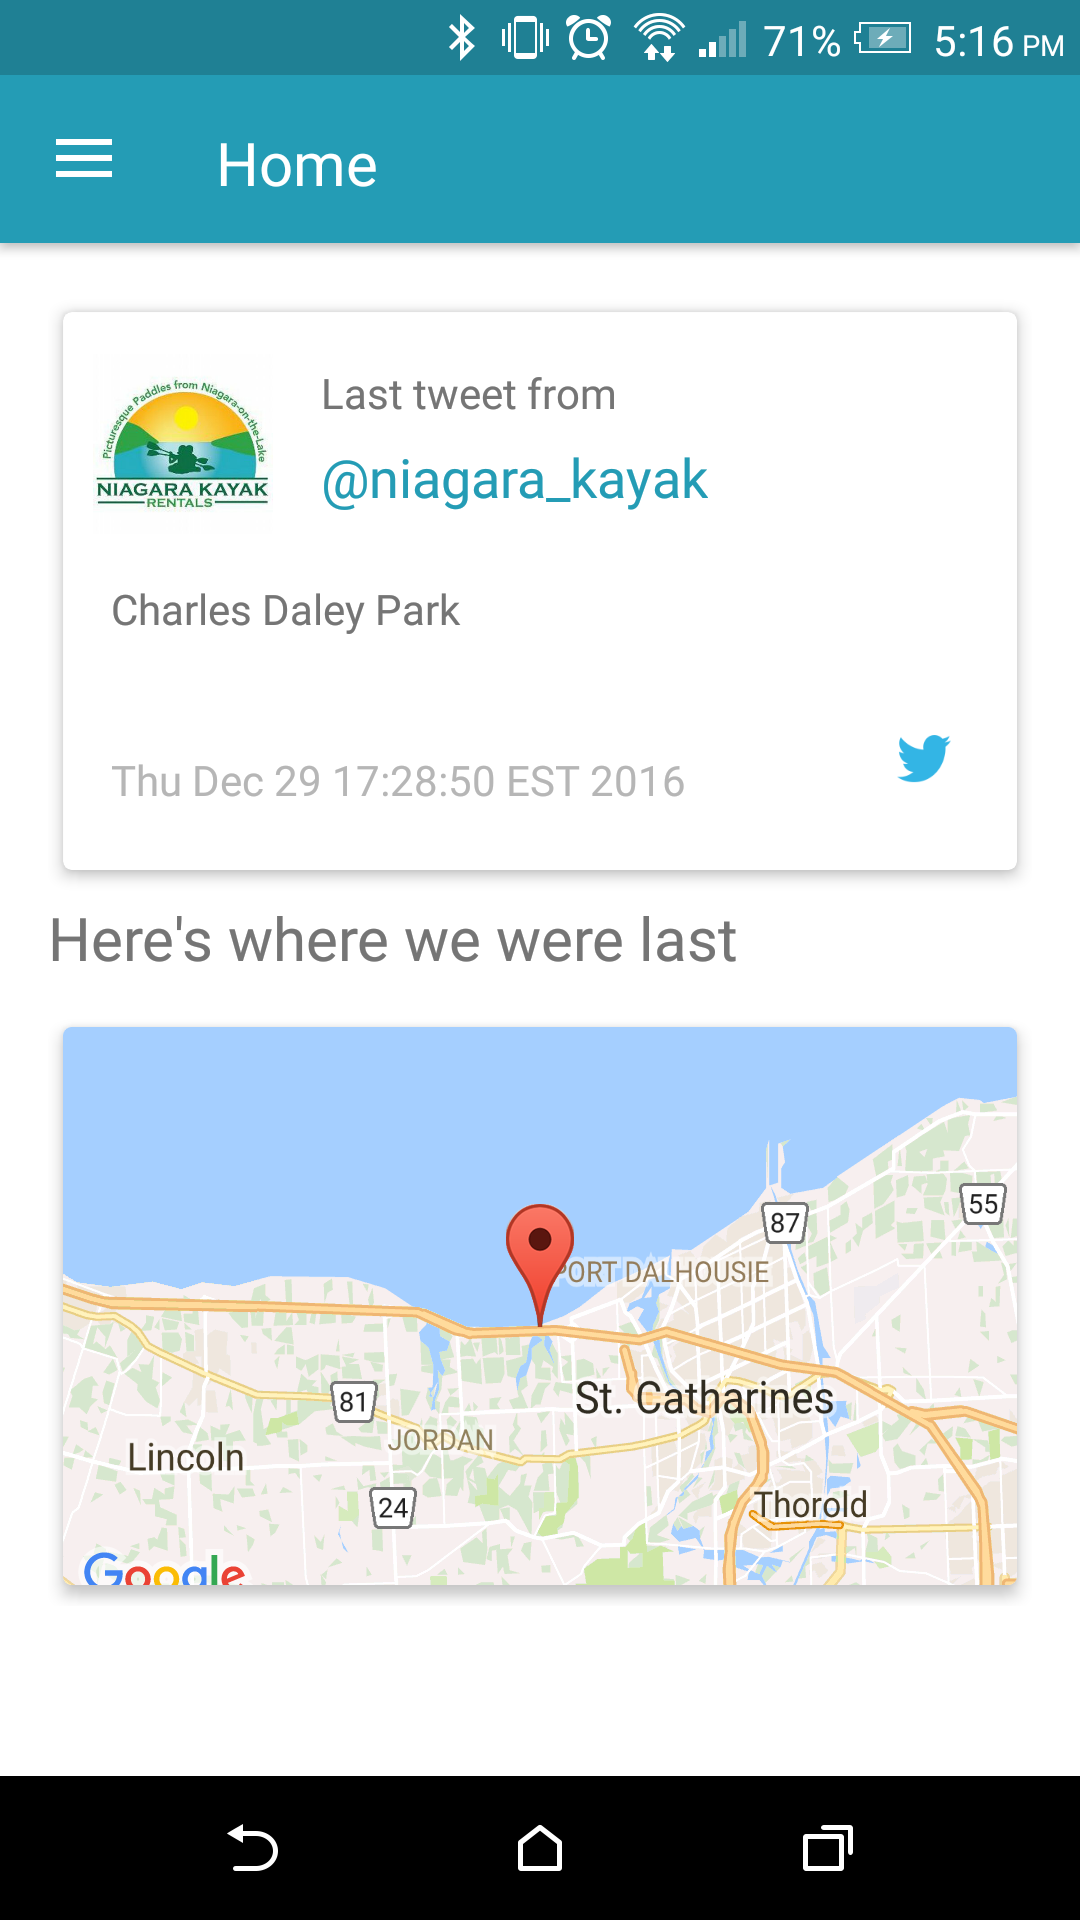 71% 5:16 PM
Home
Picturesque Paddles from Niagara-on-the-Lake
NIAGARA KAYAK
RENTALS
Last tweet from
@niagara_kayak
Charles Daley Park
Thu Dec 29 17:28:50 EST 2016
Here's where we were last
55
87
PORT DALHOUSIE
St. Catharines
81
JORDAN
Lincoln
24
Thorold
Google